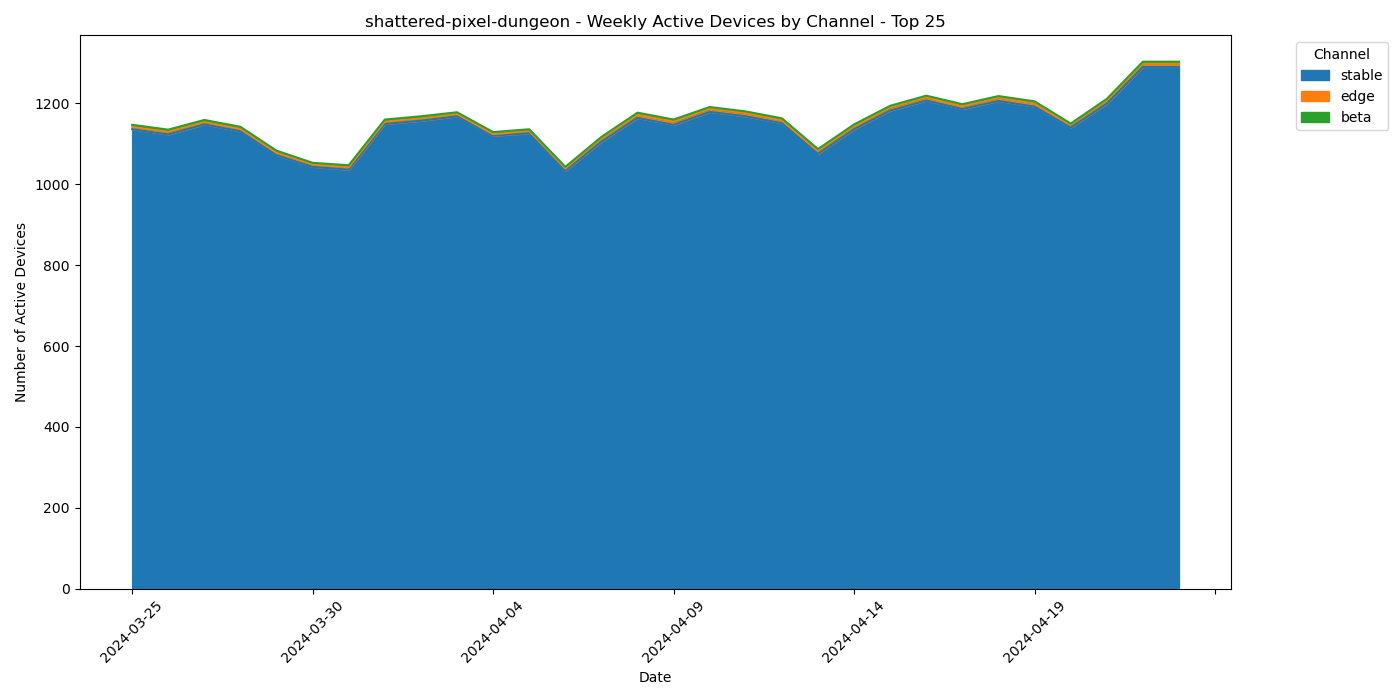 shattered-pixel-dungeon - Weekly Active Devices by Channel - Top 25
Channel
stable
edge
beta
Number of Active Devices
1200
1000
800
600
400
200
0
2024-03-25
2024-03-30
2024-04-04
2024-04-09
2024-04-14
2024-04-19
Date